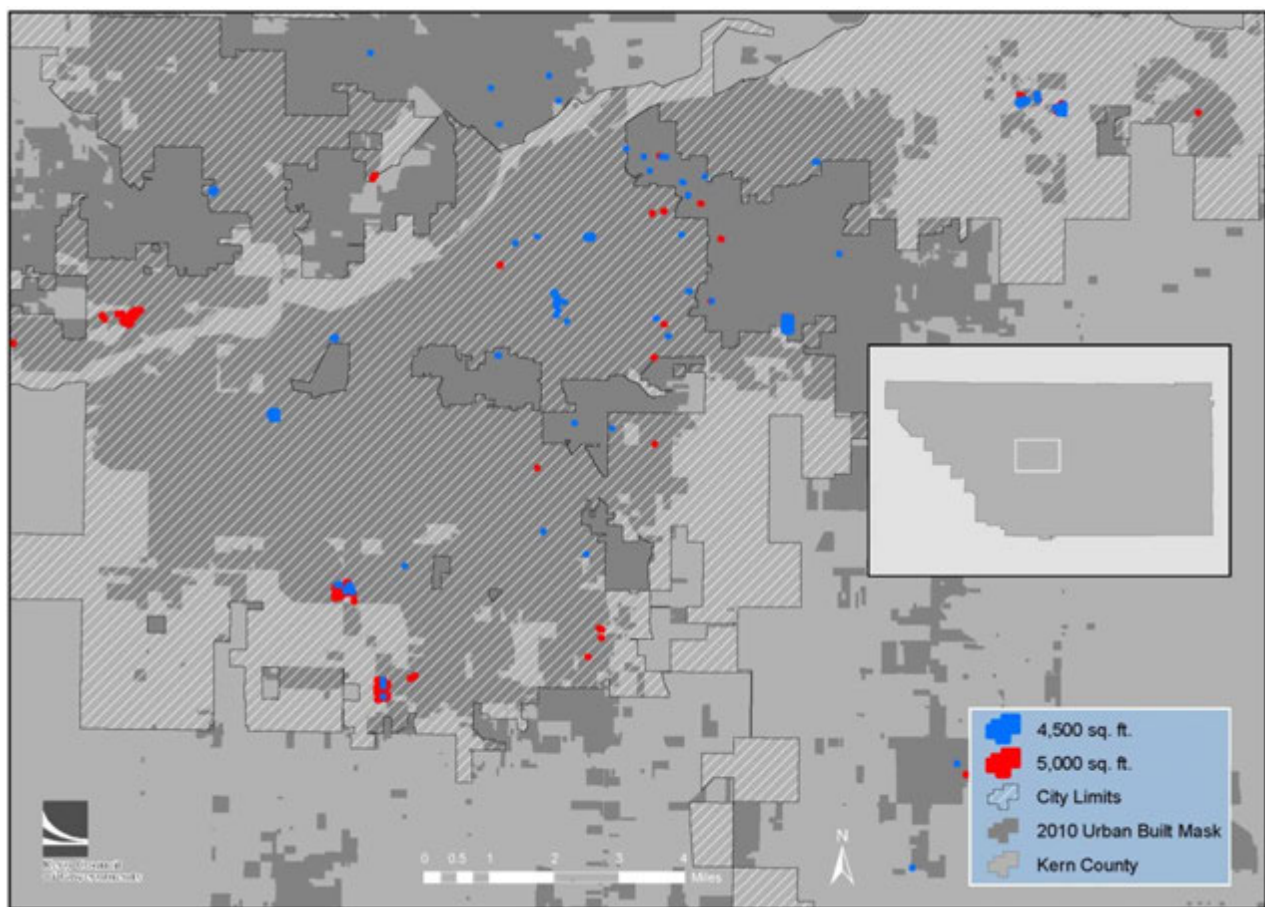 4,500 sq. ft.
5,000 sq. ft.
City Limits
2010 Urban Built Mask
Kern County
N
0 0.5 1 2 3 4
Miles